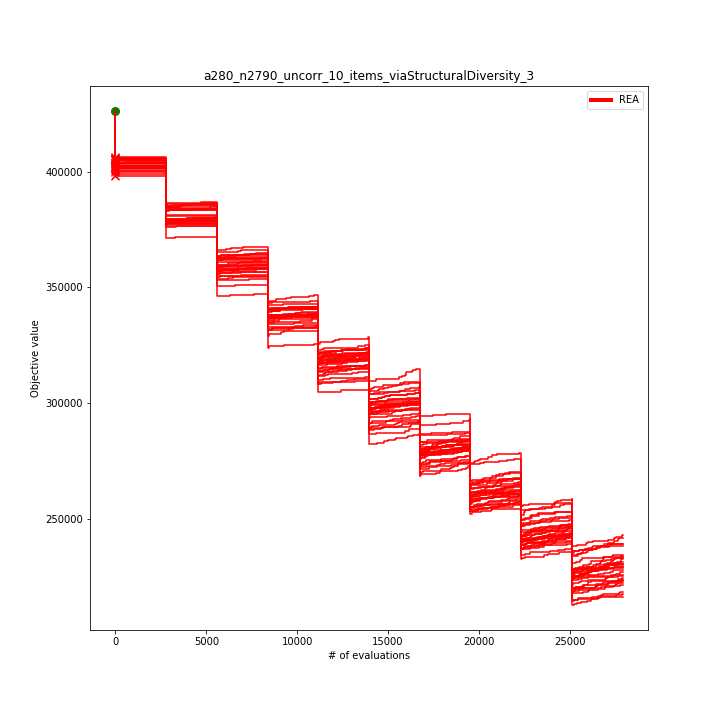 a280_n2790_uncorr_10_items_viaStructuralDiversity_3
REA
400000
350000
300000
250000
Objective value
0 5000 10000 15000 20000 25000
# of evaluations